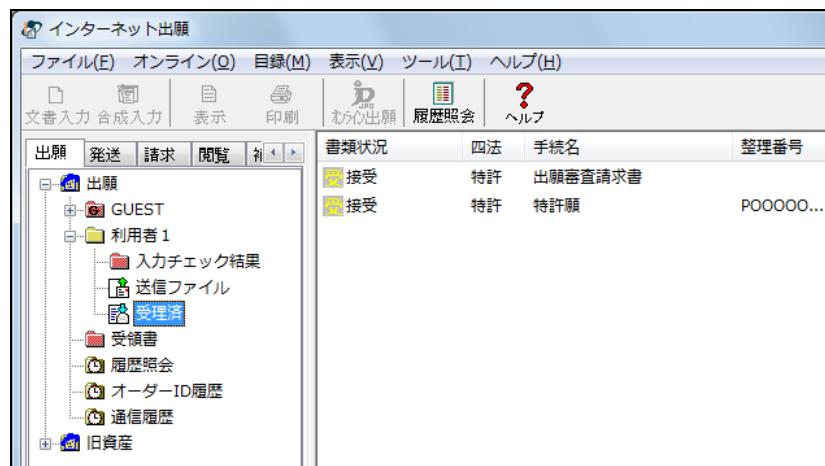 インターネット出願
ファイル(F) オンライン(O) 目録(M) 表示(V) ツール(T) ヘルプ(H)
文書入力 合成入力 表示 印刷 JPO 出願 履歴照会 ヘルプ
出願 発送 請求 閲覧
書類状況 四法 手続名 整理番号
受 接受 特許 出願審査請求書
受 接受 特許 特許願 P00000...
出願
GUEST
利用者1
入力チェック結果
送信ファイル
受理済
受領書
履歴照会
オーダーID履歴
通信履歴
旧資産